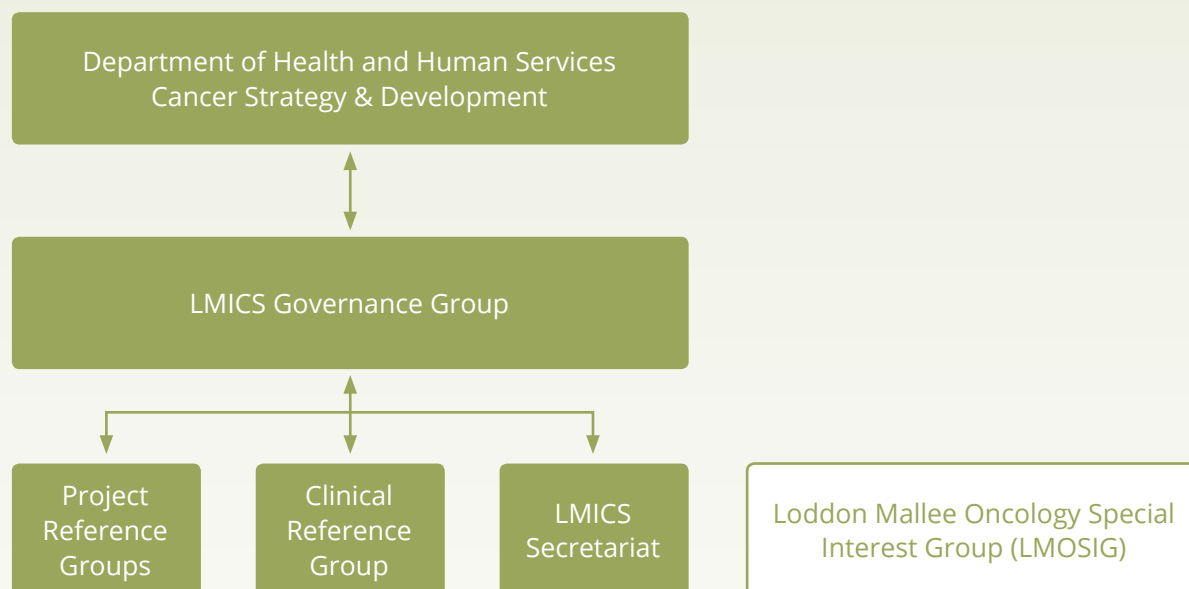 Department of Health and Human Services
Cancer Strategy & Development
LMICS Governance Group
Project
Reference
Groups
Clinical
Reference
Group
LMICS
Secretariat
Loddon Mallee Oncology Special
Interest Group (LMOSIG)